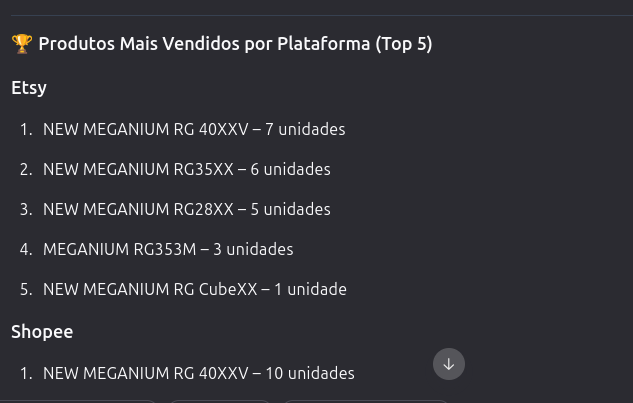 🏆 Produtos Mais Vendidos por Plataforma (Top 5)
Etsy
1. NEW MEGANIUM RG 40XXV – 7 unidades
2. NEW MEGANIUM RG35XX – 6 unidades
3. NEW MEGANIUM RG28XX – 5 unidades
4. MEGANIUM RG353M – 3 unidades
5. NEW MEGANIUM RG CubeXX – 1 unidade
Shopee
1. NEW MEGANIUM RG 40XXV – 10 unidades